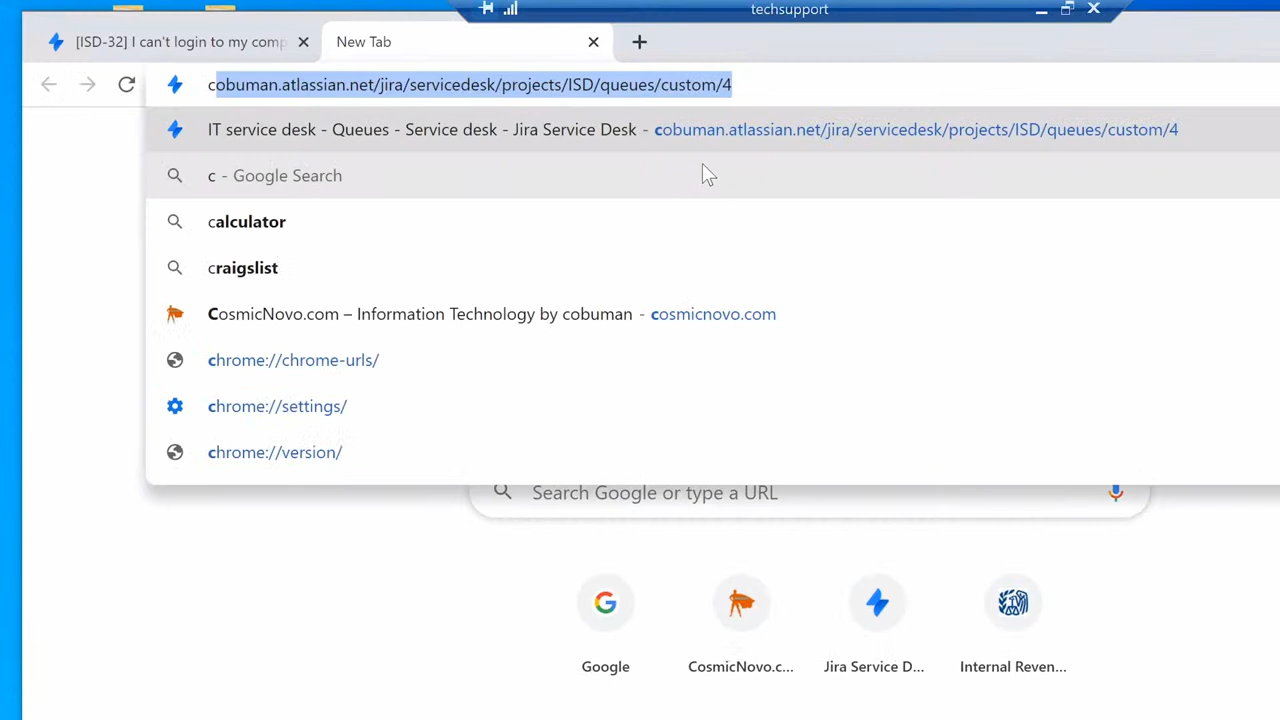 techsupport
[ISD-32] I can't login to my comp
New Tab
cobuman.atlassian.net/jira/servicedesk/projects/ISD/queues/custom/4
IT service desk - Queues - Service desk - Jira Service Desk - cobuman.atlassian.net/jira/servicedesk/projects/ISD/queues/custom/4
c - Google Search
calculator
craigslist
CosmicNovo.com – Information Technology by cobuman - cosmicnovo.com
chrome://chrome-urls/
chrome://settings/
chrome://version/
Search Google or type a URL
Google
CosmicNovo.c...
Jira Service D...
Internal Reven...